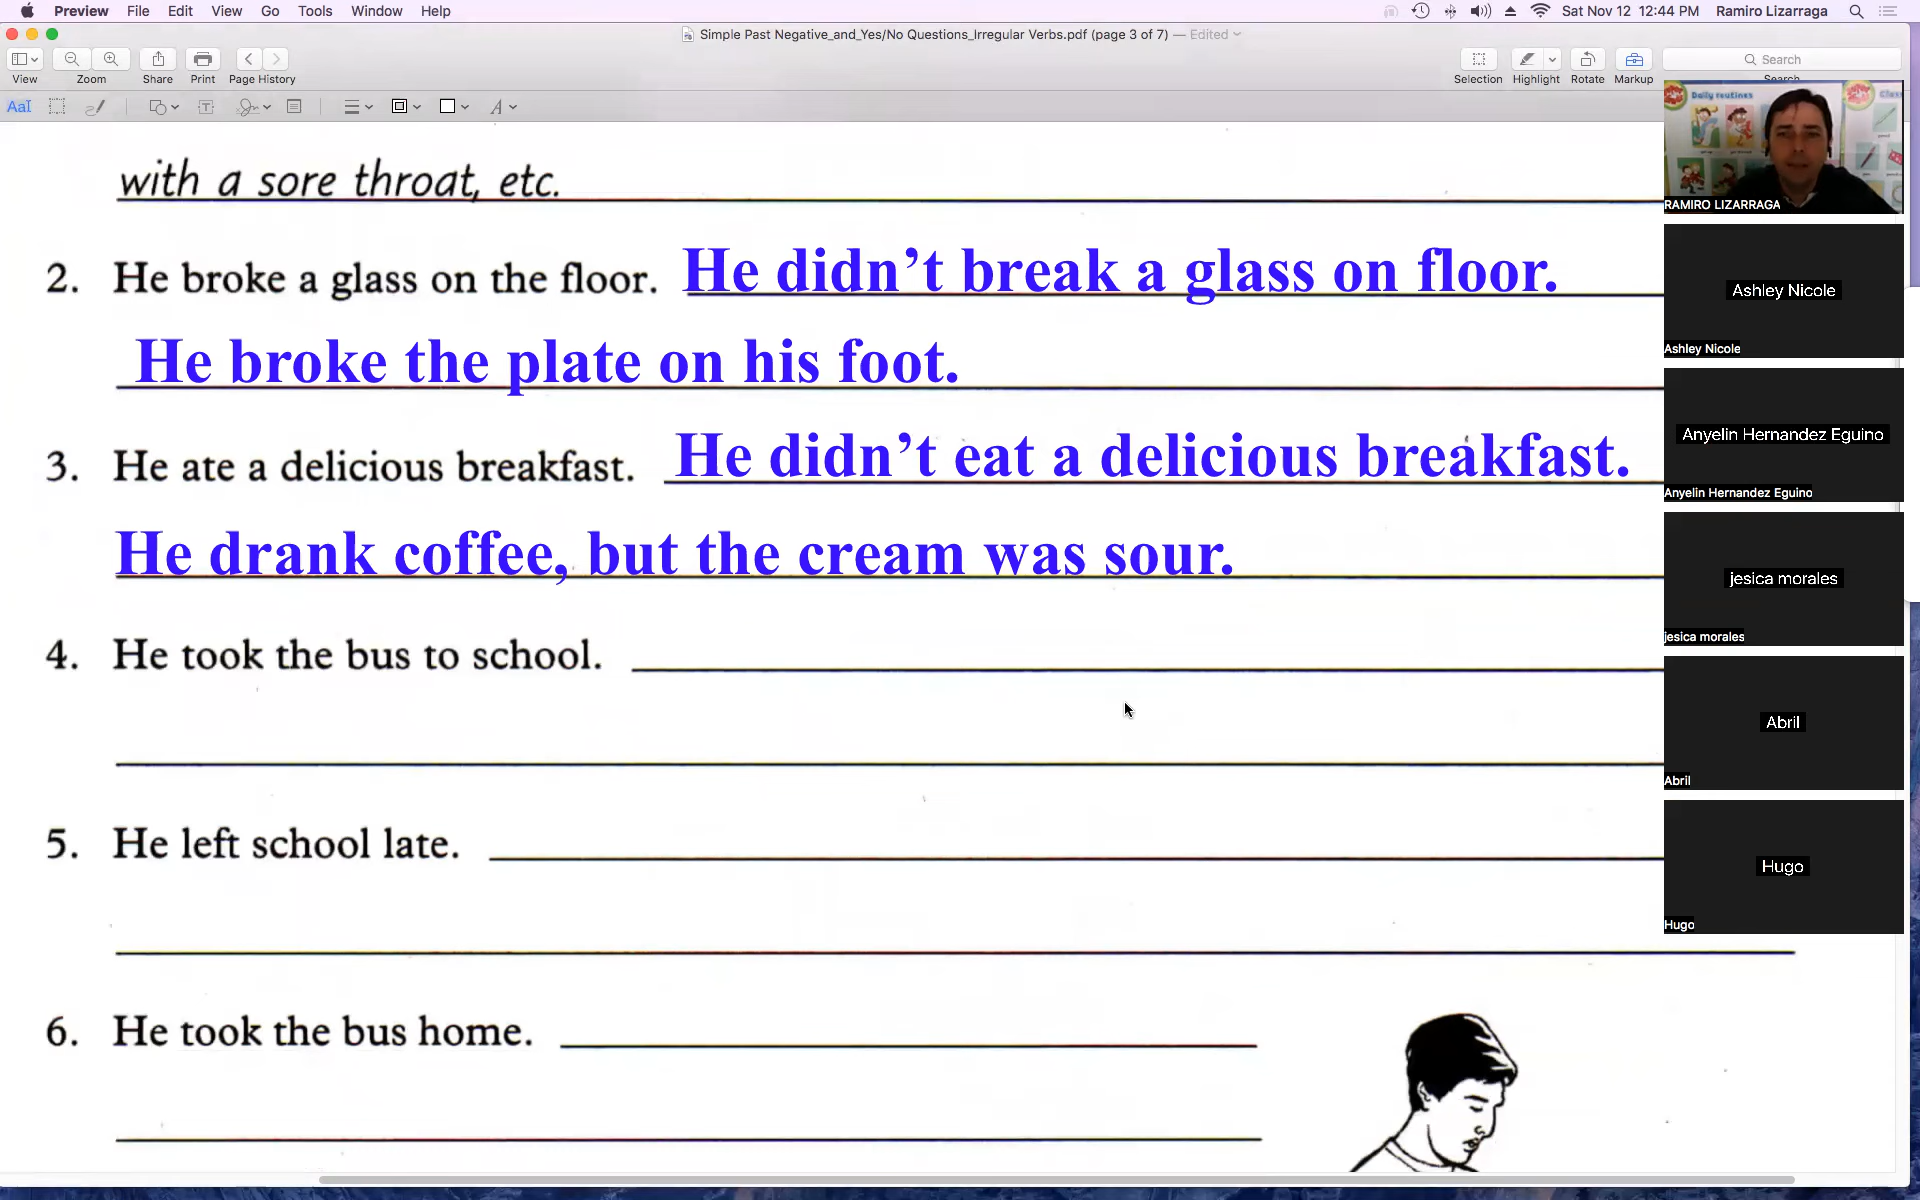 Preview File Edit View Go Tools Window Help Sat Nov 12 12:44 PM Ramiro Lizarraga
Simple Past Negative_and_Yes/No Questions_Irregular Verbs.pdf (page 3 of 7) — Edited
View Zoom Share Print Page History Selection Highlight Rotate Markup Search
Search
AaI T A
Daily routines
RAMIRO LIZARRAGA
with a sore throat, etc.
2. He broke a glass on the floor. He didn’t break a glass on floor.
He broke the plate on his foot.
3. He ate a delicious breakfast. He didn’t eat a delicious breakfast.
He drank coffee, but the cream was sour.
4. He took the bus to school.
5. He left school late.
6. He took the bus home.
Ashley Nicole
Ashley Nicole
Anyelin Hernandez Eguino
Anyelin Hernandez Eguino
jesica morales
jesica morales
Abril
Abril
Hugo
Hugo